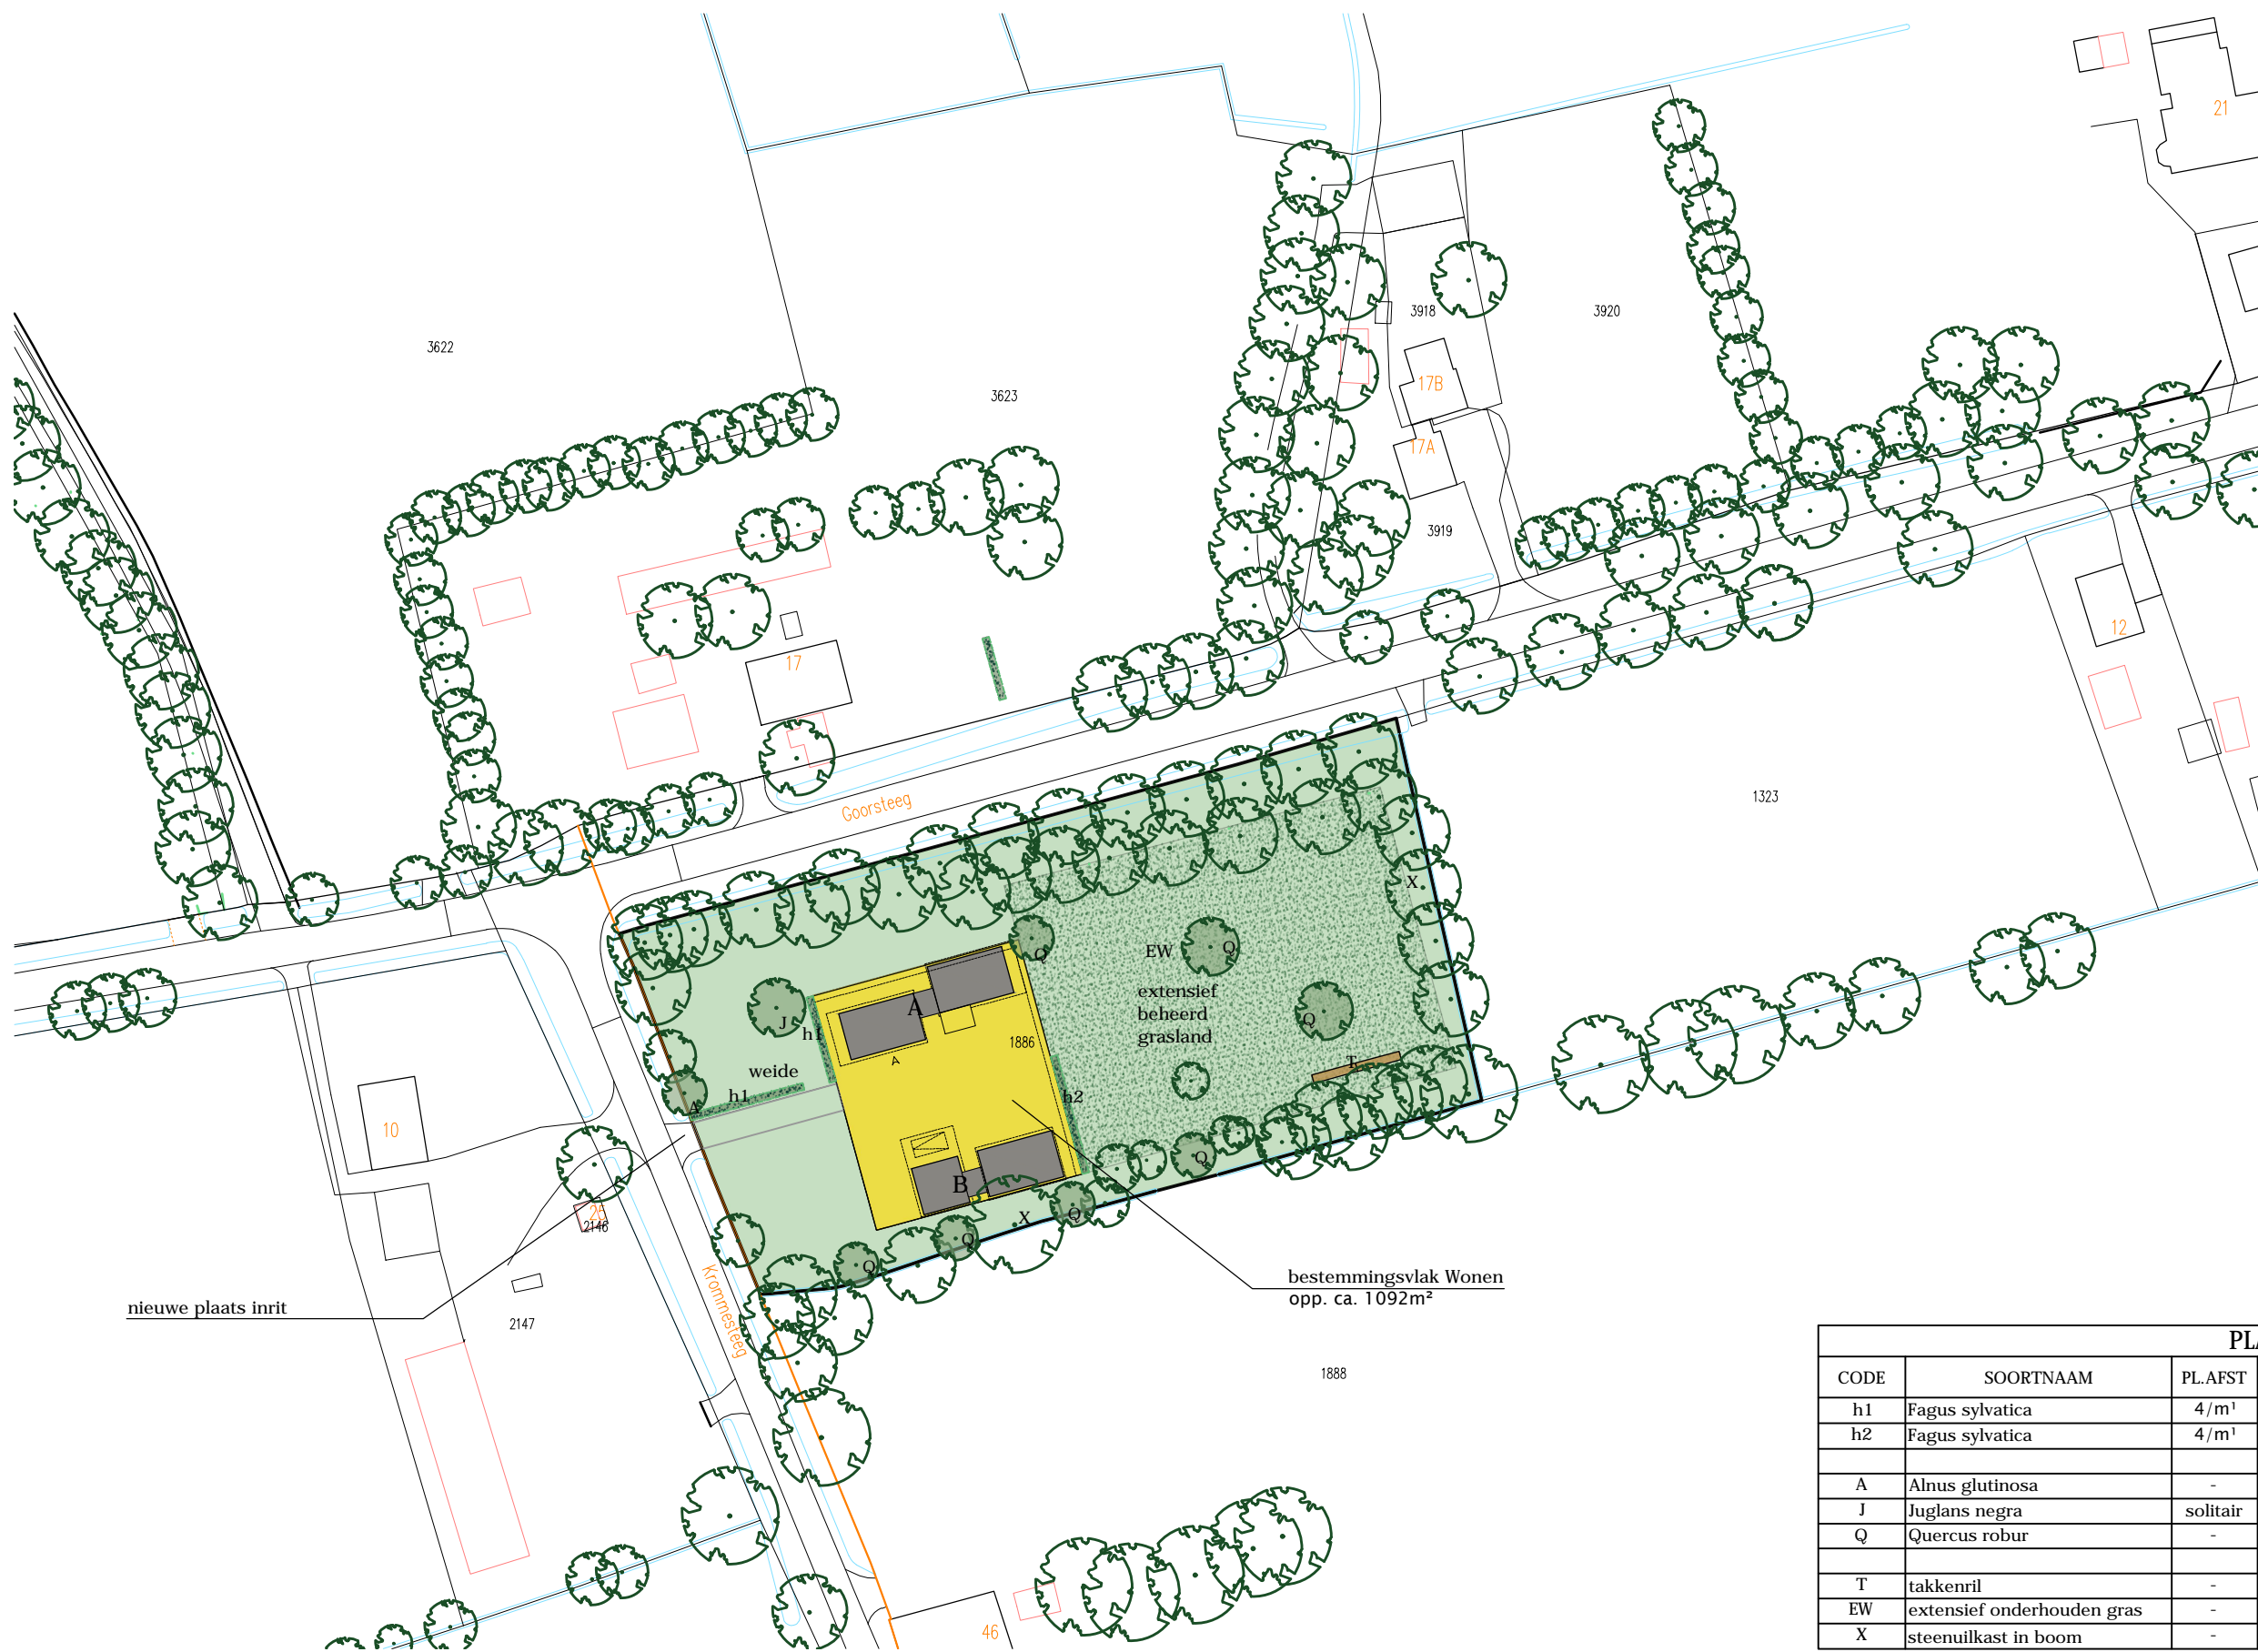 21
3622
3623
3918
3920
17B
17A
3919
17
12
Goorsteeg
1323
X
Q
EW
Q
extensief
beheerd
grasland
J
h1
A
A
1886
Q
weide
T
h1
A
h2
10
Q
B
X
Q
Q
Q
26
2146
nieuwe plaats inrit
Krommesteeg
bestemmingsvlak Wonen
opp. ca. 1092m²
2147
1888
46
PLA
CODE SOORTNAAM PL.AFST
h1 Fagus sylvatica 4/m¹
h2 Fagus sylvatica 4/m¹
A Alnus glutinosa -
J Juglans negra solitair
Q Quercus robur -
T takkenril -
EW extensief onderhouden gras -
X steenuilkast in boom -